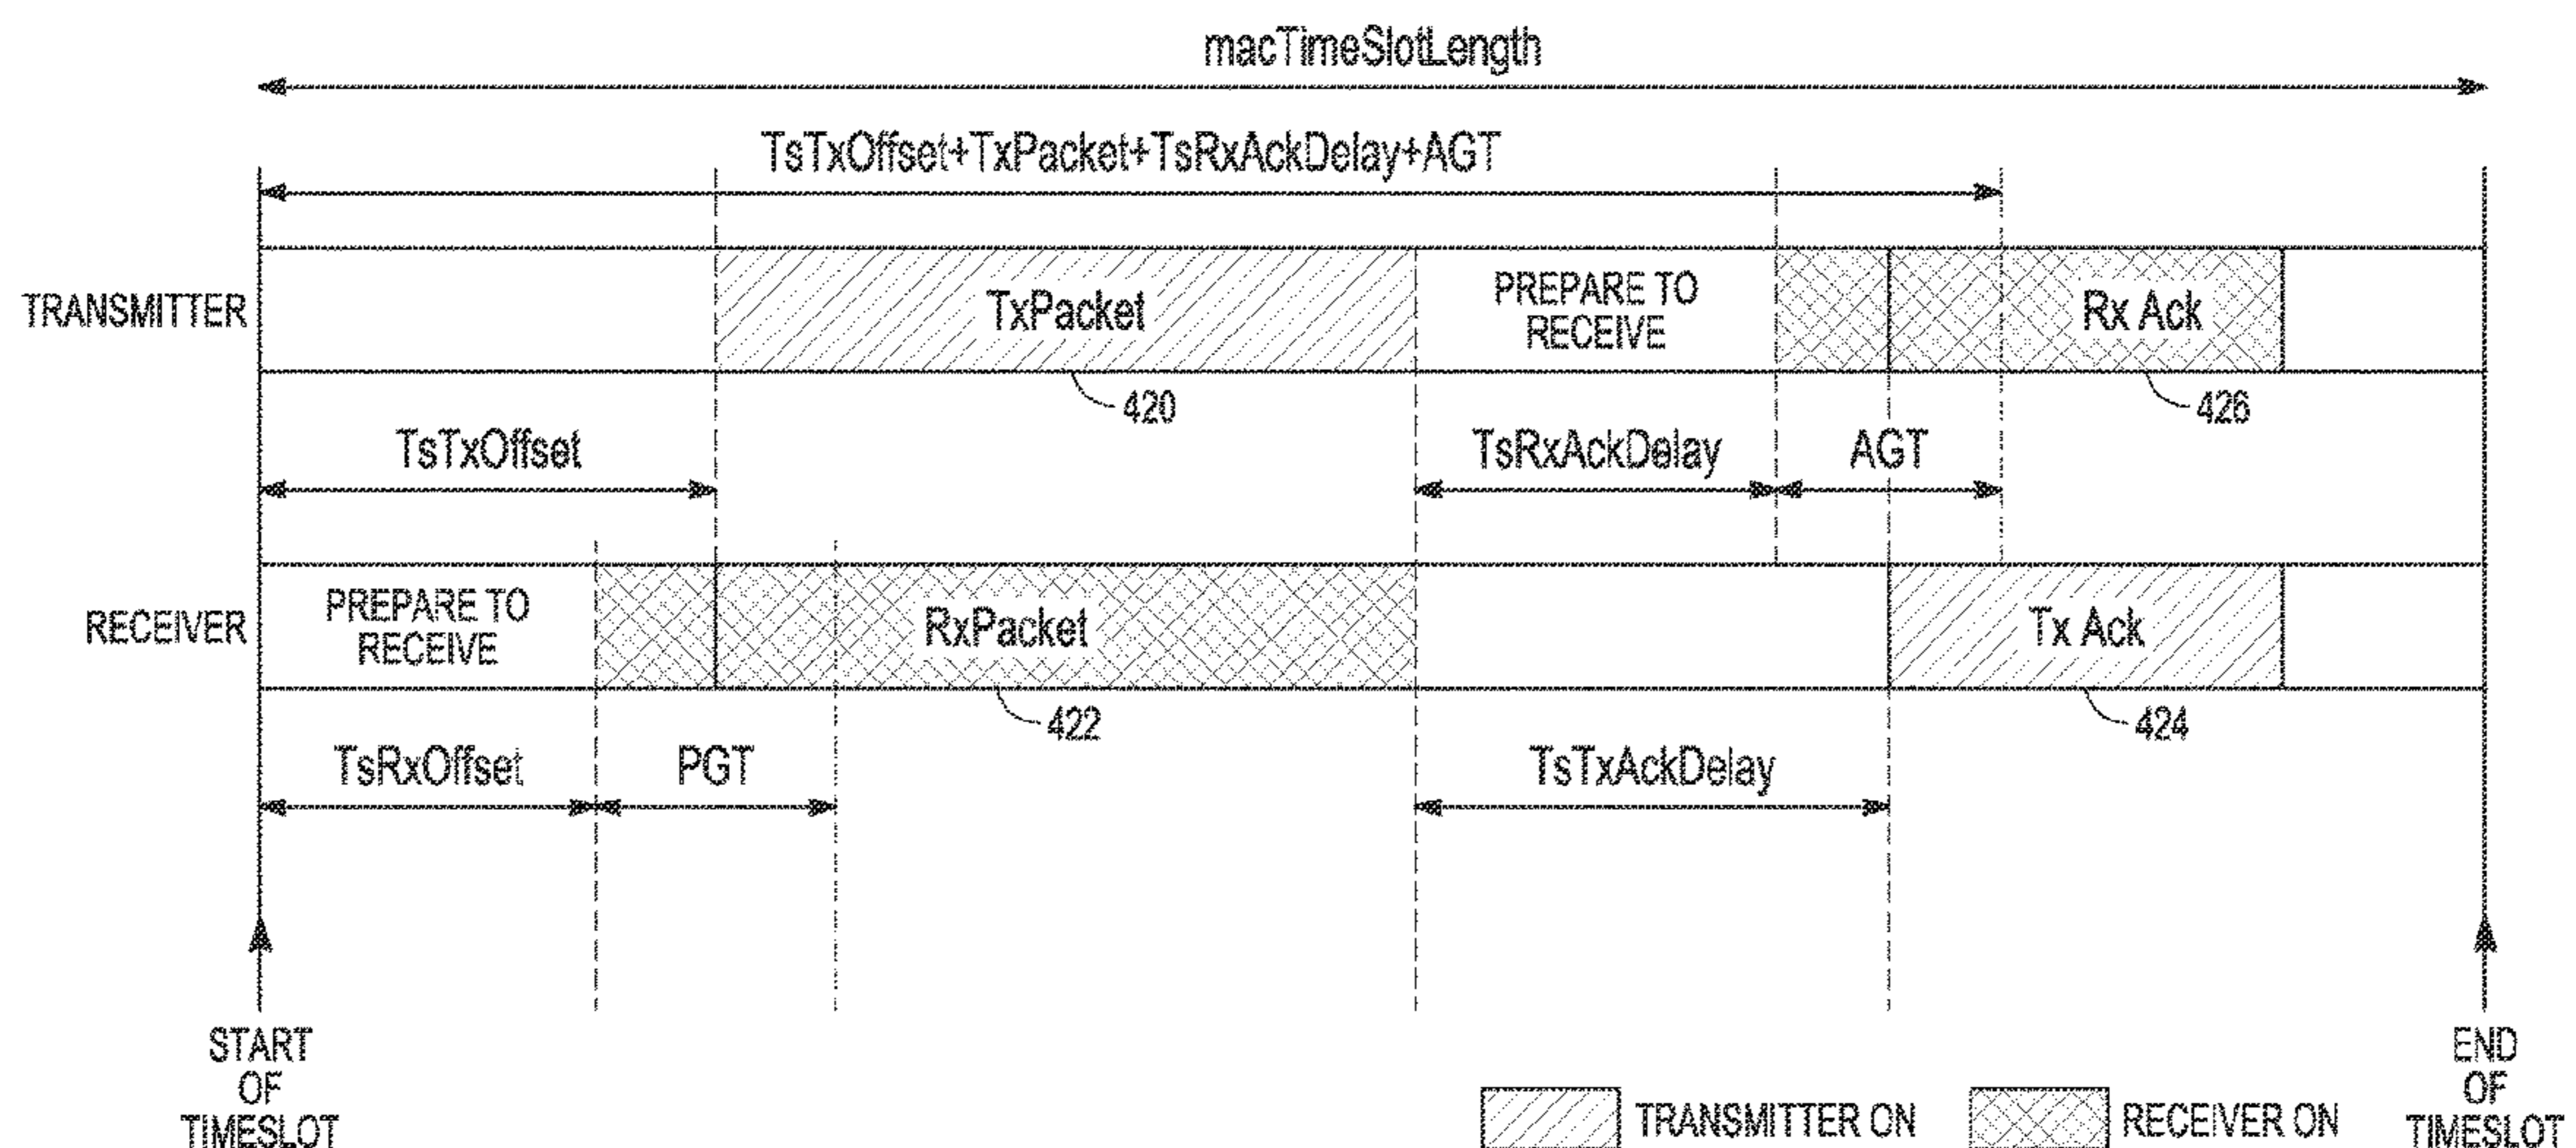 macTimeSlotLength
TsTxOffset+TxPacket+TsRxAckDelay+AGT
TRANSMITTER
TxPacket
PREPARE TO
RECEIVE
Rx Ack
420
426
TsTxOffset
TsRxAckDelay
AGT
RECEIVER
PREPARE TO
RECEIVE
RxPacket
Tx Ack
422
424
TsRxOffset
PGT
TsTxAckDelay
START
OF
TIMESLOT
END
OF
TIMESLOT
TRANSMITTER ON
RECEIVER ON